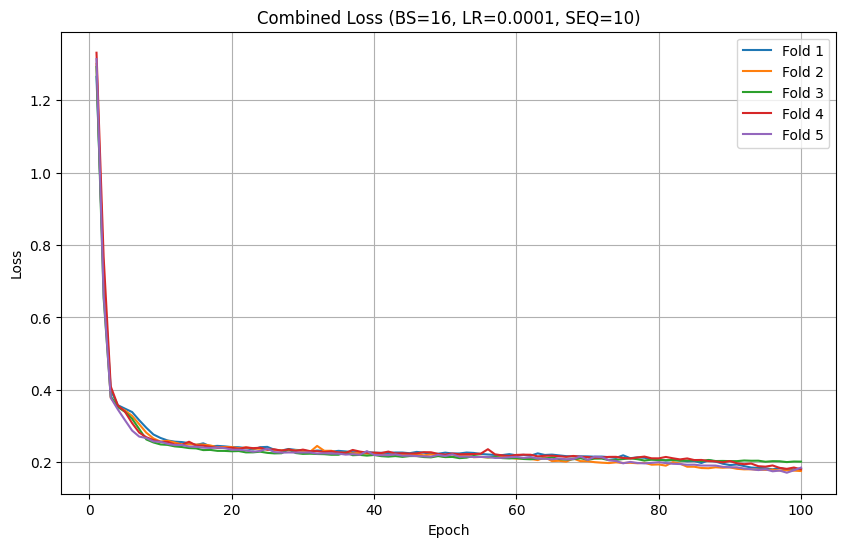 Combined Loss (BS=16, LR=0.0001, SEQ=10)
Fold 1
Fold 2
Fold 3
Fold 4
Fold 5
Loss
1.2
1.0
0.8
0.6
0.4
0.2
0
20
40
60
80
100
Epoch